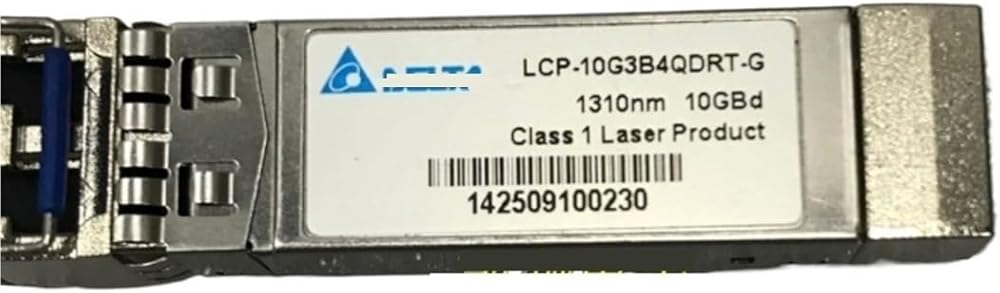 LCP-10G3B4QDRT-G
1310nm 10GBd
Class 1 Laser Product
142509100230